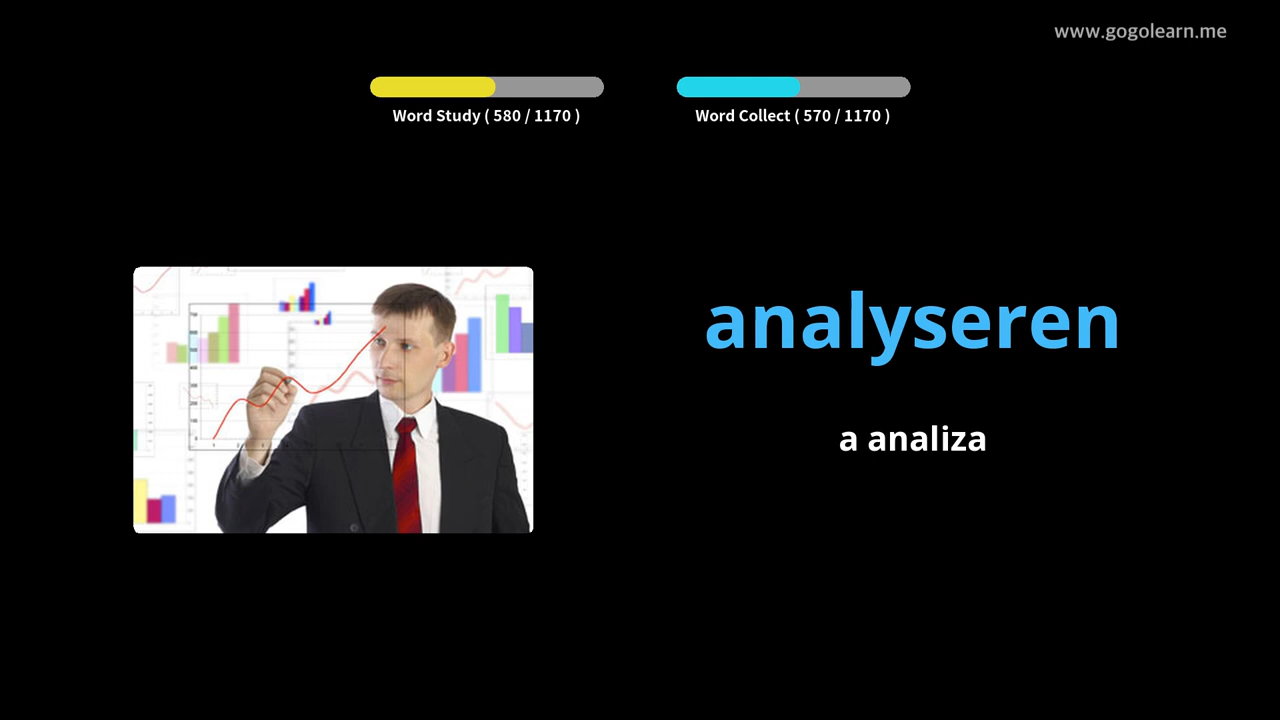 www.gogolearn.me
Word Study ( 580 / 1170 )
Word Collect ( 570 / 1170 )
analyseren
a analiza